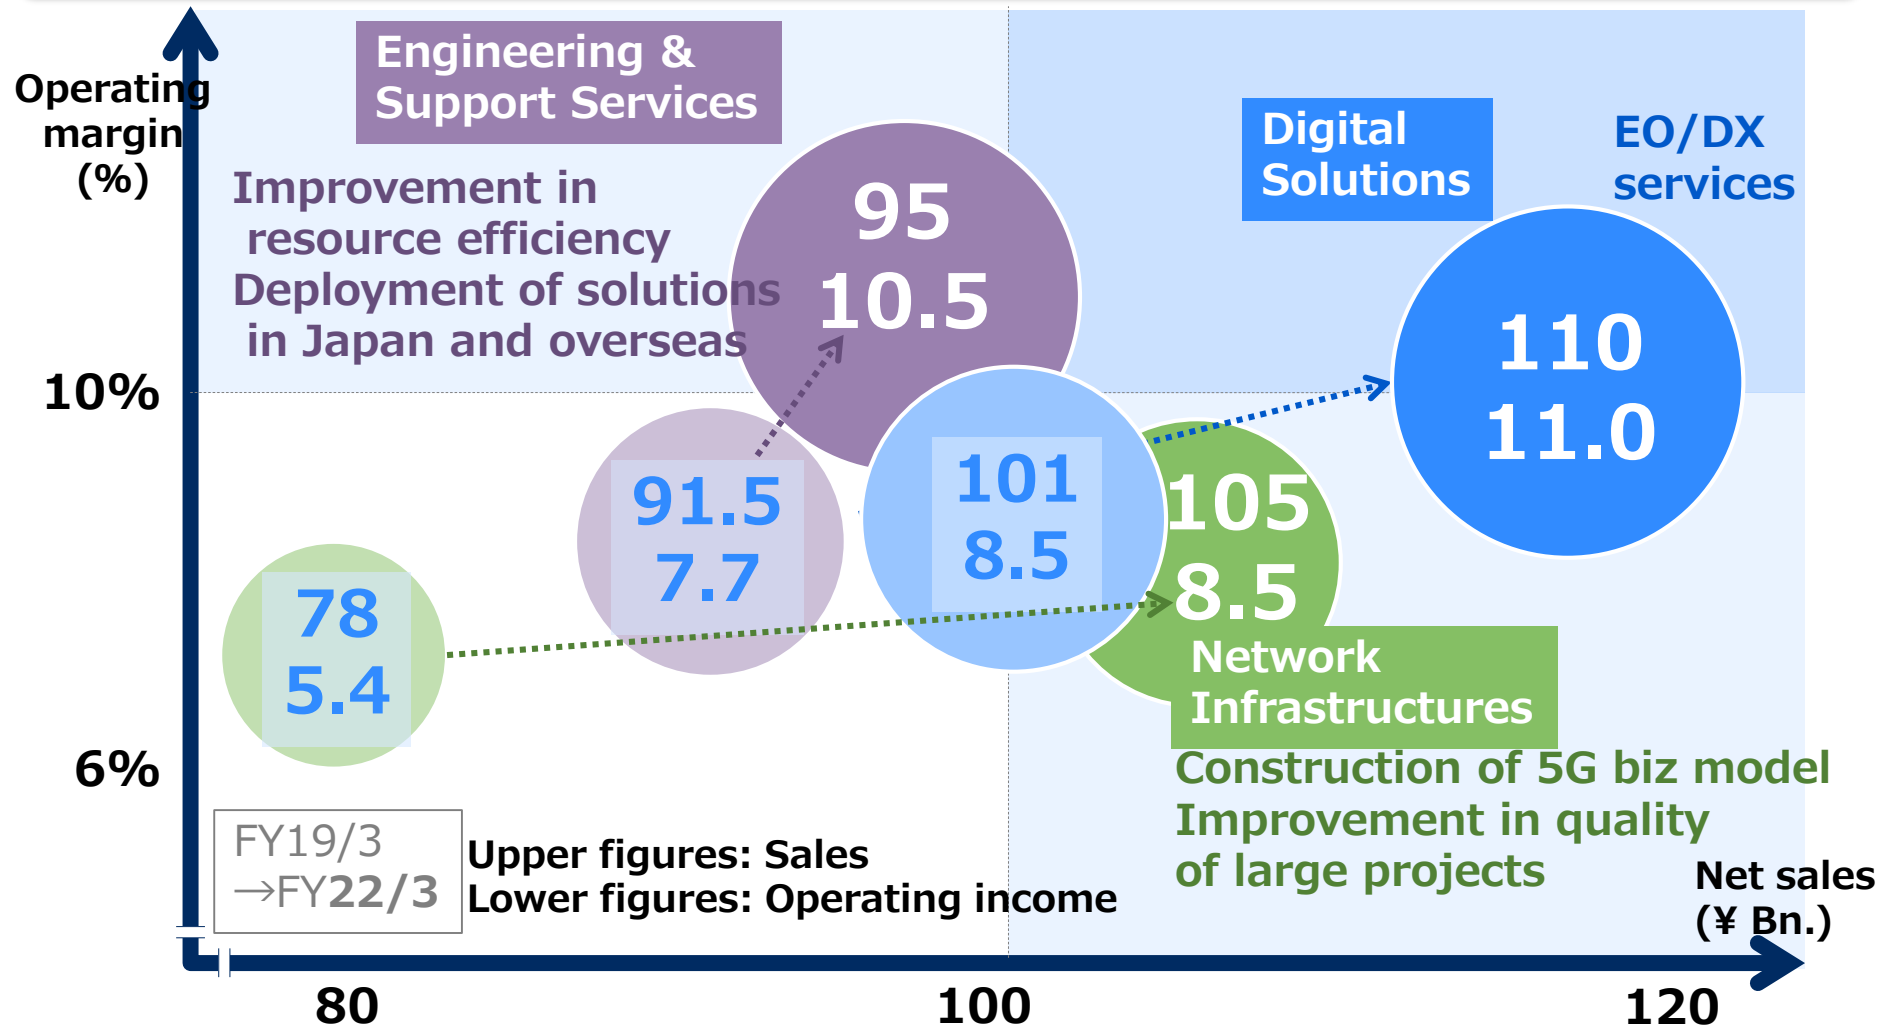 Operating
margin
(%)
Engineering &
Support Services
Improvement in
resource efficiency
Deployment of solutions
in Japan and overseas
95
10.5
Digital
Solutions
EO/DX
services
110
11.0
10%
91.5
7.7
101
8.5
105
8.5
78
5.4
Network
Infrastructures
6%
Construction of 5G biz model
Improvement in quality
of large projects
FY19/3
→FY22/3
Upper figures: Sales
Lower figures: Operating income
Net sales
(¥ Bn.)
80
100
120